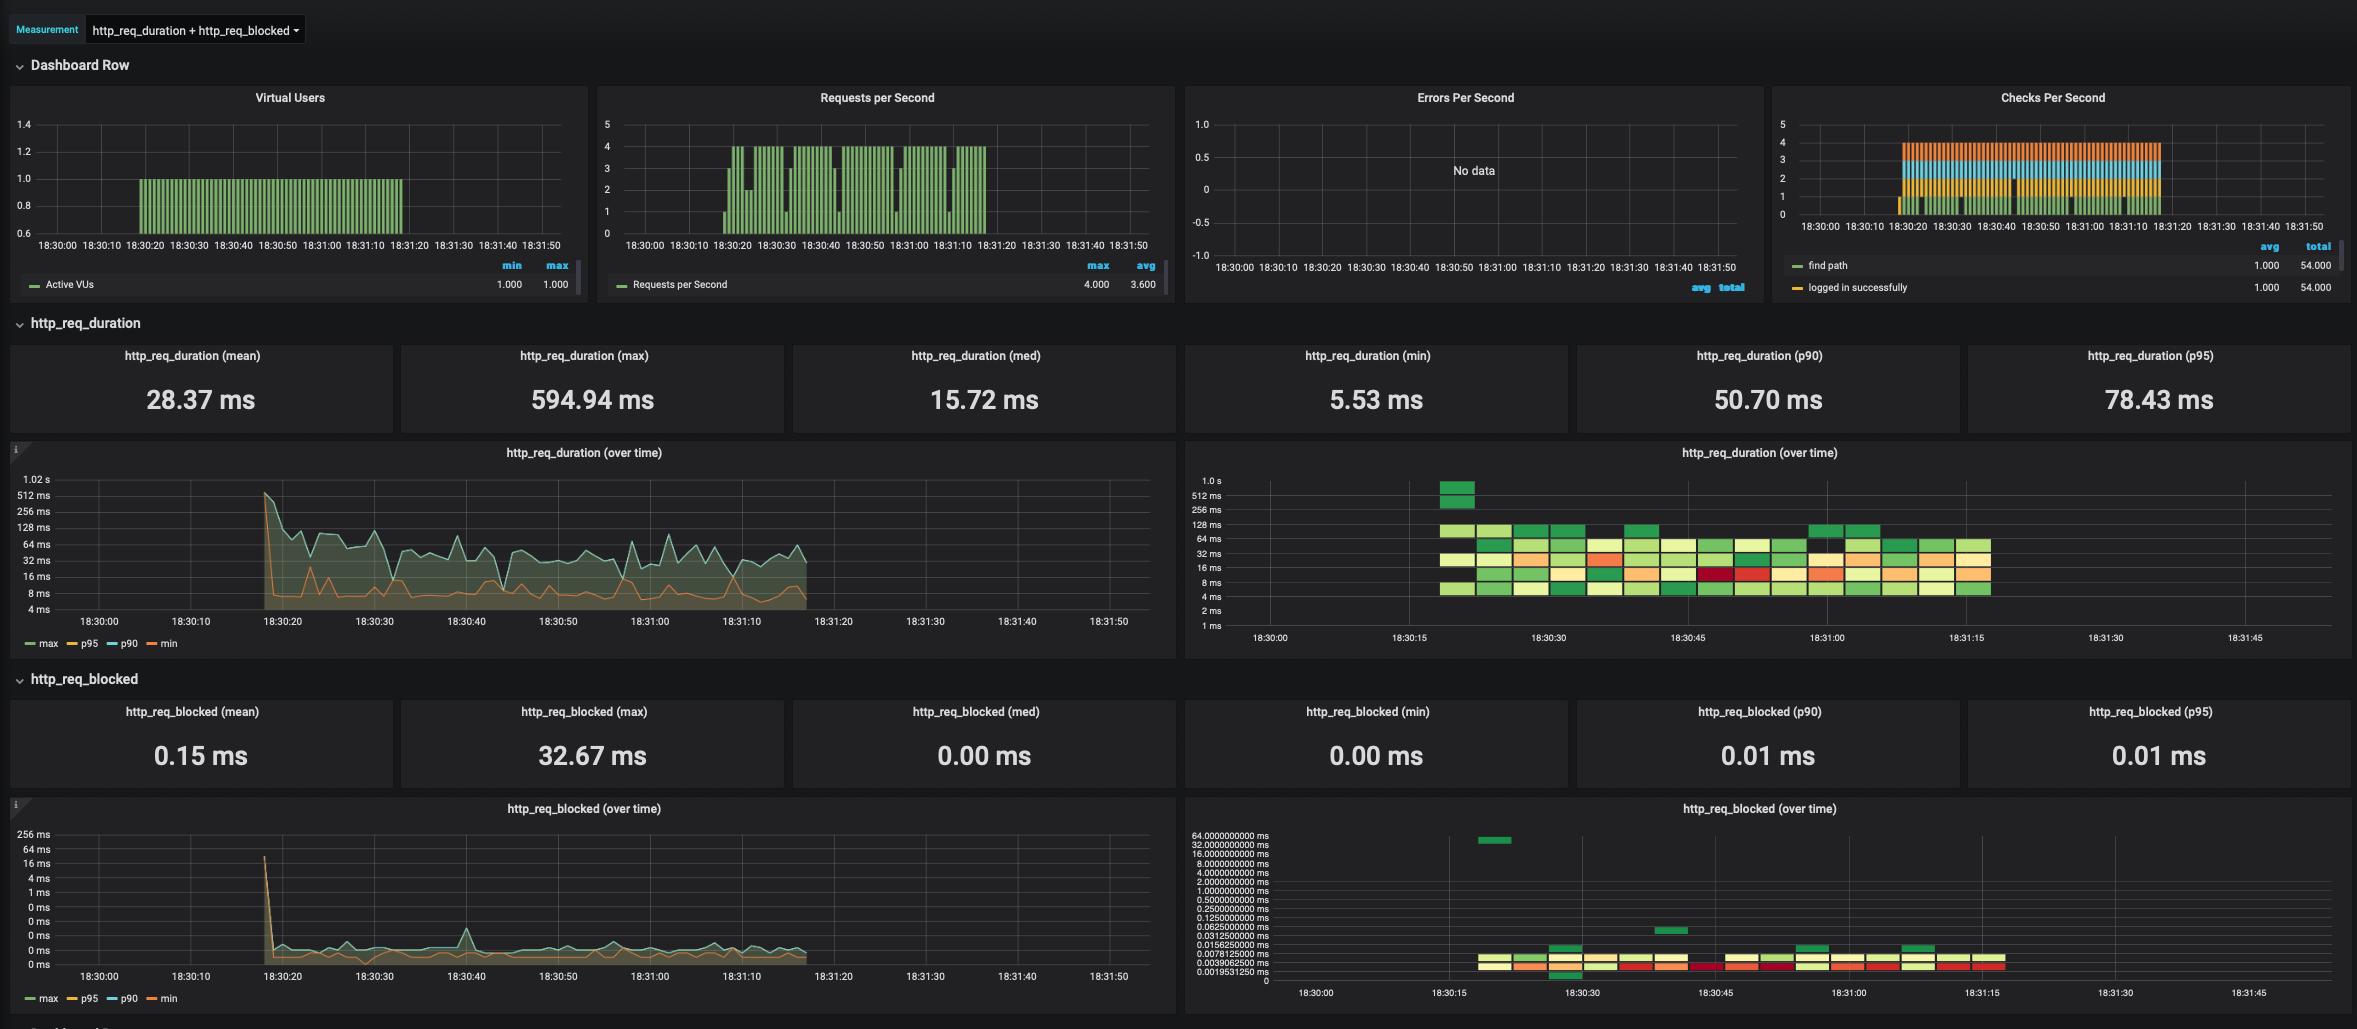 Measurement http_req_duration + http_req_blocked
Dashboard Row
Virtual Users
1.4
1.2
1.0
0.8
0.6
18:30:00 18:30:10 18:30:20 18:30:30 18:30:40 18:30:50 18:31:00 18:31:10 18:31:20 18:31:30 18:31:40 18:31:50
min max
Active VUs 1.000 1.000
Requests per Second
5
4
3
2
1
0
18:30:00 18:30:10 18:30:20 18:30:30 18:30:40 18:30:50 18:31:00 18:31:10 18:31:20 18:31:30 18:31:40 18:31:50
max avg
Requests per Second 4.000 3.600
Errors Per Second
1.0
0.5
No data
0
-0.5
-1.0
18:30:00 18:30:10 18:30:20 18:30:30 18:30:40 18:30:50 18:31:00 18:31:10 18:31:20 18:31:30 18:31:40 18:31:50
avg total
Checks Per Second
5
4
3
2
1
0
18:30:00 18:30:10 18:30:20 18:30:30 18:30:40 18:30:50 18:31:00 18:31:10 18:31:20 18:31:30 18:31:40 18:31:50
avg total
find path 1.000 54.000
logged in successfully 1.000 54.000
http_req_duration
http_req_duration (mean)
28.37 ms
http_req_duration (max)
594.94 ms
http_req_duration (med)
15.72 ms
http_req_duration (min)
5.53 ms
http_req_duration (p90)
50.70 ms
http_req_duration (p95)
78.43 ms
http_req_duration (over time)
1.02 s
512 ms
256 ms
128 ms
64 ms
32 ms
16 ms
8 ms
4 ms
18:30:00 18:30:10 18:30:20 18:30:30 18:30:40 18:30:50 18:31:00 18:31:10 18:31:20 18:31:30 18:31:40 18:31:50
max p95 p90 min
http_req_duration (over time)
1.0 s
512 ms
256 ms
128 ms
64 ms
32 ms
16 ms
8 ms
4 ms
2 ms
1 ms
18:30:00 18:30:15 18:30:30 18:30:45 18:31:00 18:31:15 18:31:30 18:31:45
http_req_blocked
http_req_blocked (mean)
0.15 ms
http_req_blocked (max)
32.67 ms
http_req_blocked (med)
0.00 ms
http_req_blocked (min)
0.00 ms
http_req_blocked (p90)
0.01 ms
http_req_blocked (p95)
0.01 ms
http_req_blocked (over time)
256 ms
64 ms
16 ms
4 ms
1 ms
0 ms
0 ms
0 ms
0 ms
0 ms
18:30:00 18:30:10 18:30:20 18:30:30 18:30:40 18:30:50 18:31:00 18:31:10 18:31:20 18:31:30 18:31:40 18:31:50
max p95 p90 min
http_req_blocked (over time)
64.0000000000 ms
32.0000000000 ms
16.0000000000 ms
8.0000000000 ms
4.0000000000 ms
2.0000000000 ms
1.0000000000 ms
0.5000000000 ms
0.2500000000 ms
0.1250000000 ms
0.0625000000 ms
0.0312500000 ms
0.0156250000 ms
0.0078125000 ms
0.0039062500 ms
0.0019531250 ms
0
18:30:00 18:30:15 18:30:30 18:30:45 18:31:00 18:31:15 18:31:30 18:31:45